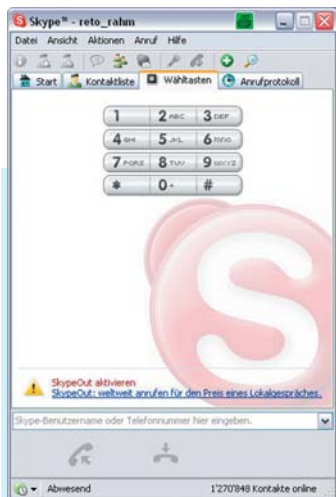 Skype™ - reto_rahm
Datei Ansicht Aktionen Anruf Hilfe
Start Kontaktliste Wähltasten Anrufprotokoll
1 2 ABC 3 DEF
4 GHI 5 JKL 6 MNO
7 PQRS 8 TUV 9 WXYZ
* 0+ #
SkypeOut aktivieren
SkypeOut: weltweit anrufen für den Preis eines Lokalgespräches.
Skype-Benutzername oder Telefonnummer hier eingeben.
Abwesend 1'270'848 Kontakte online